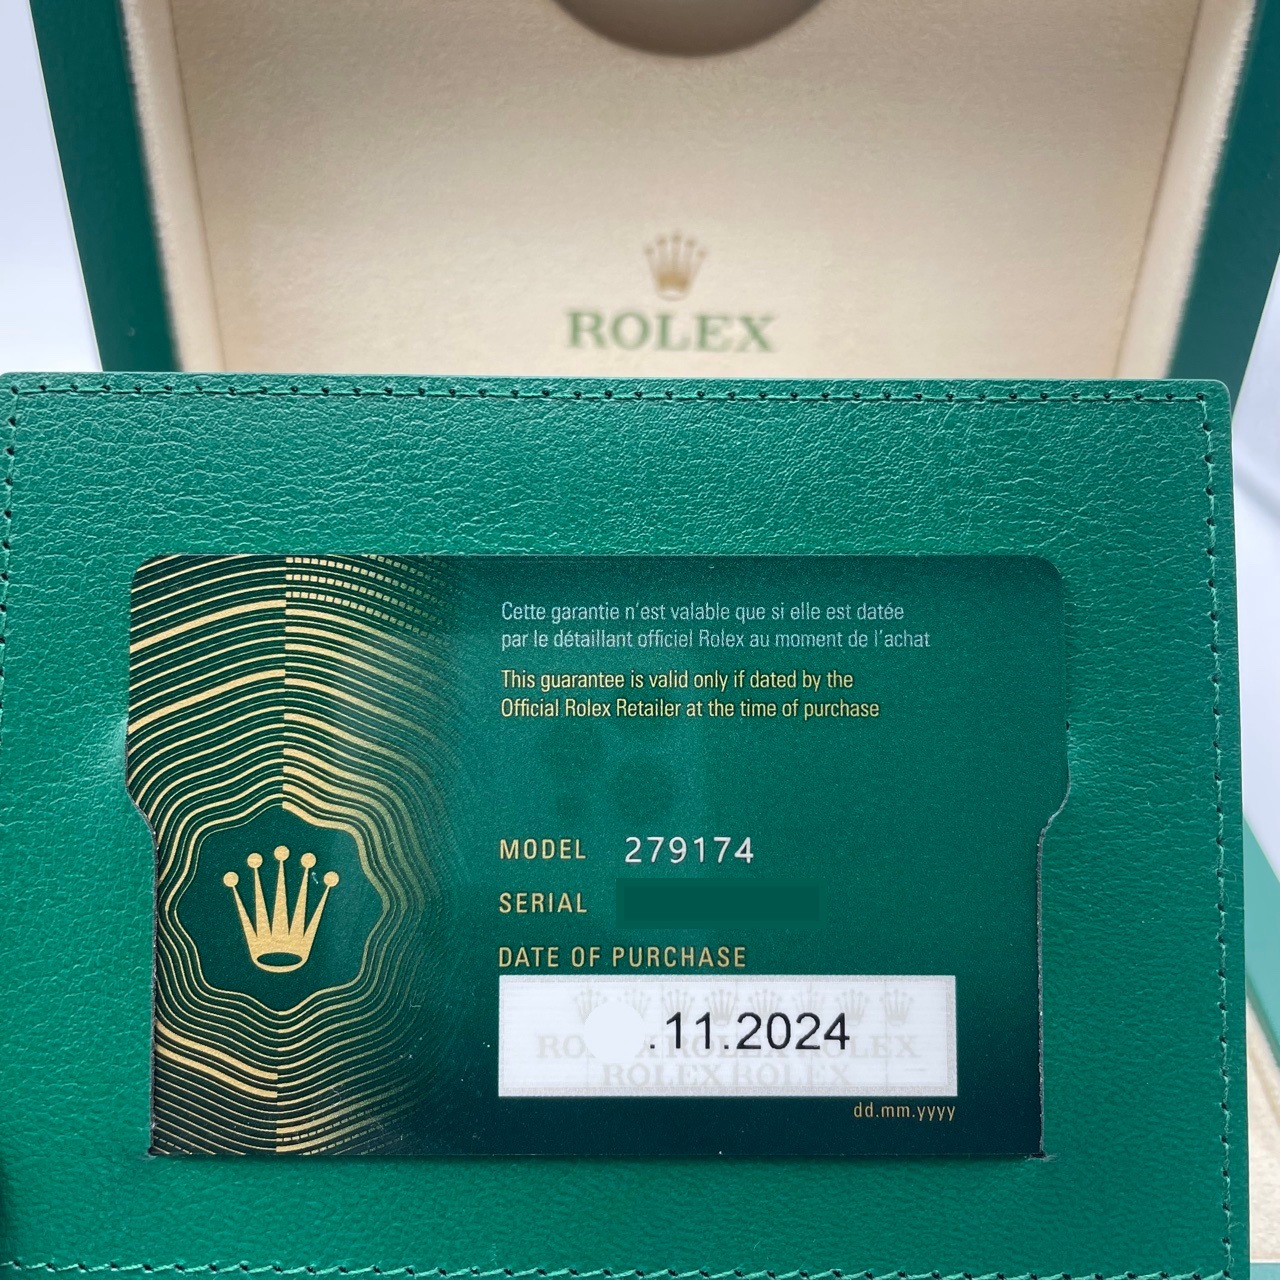 ROLEX
Cette garantie n'est valable que si elle est datée
par le détaillant officiel Rolex au moment de l'achat
This guarantee is valid only if dated by the
Official Rolex Retailer at the time of purchase
MODEL 279174
SERIAL
DATE OF PURCHASE
.11.2024
ROLEX ROLEX
dd.mm.yyyy